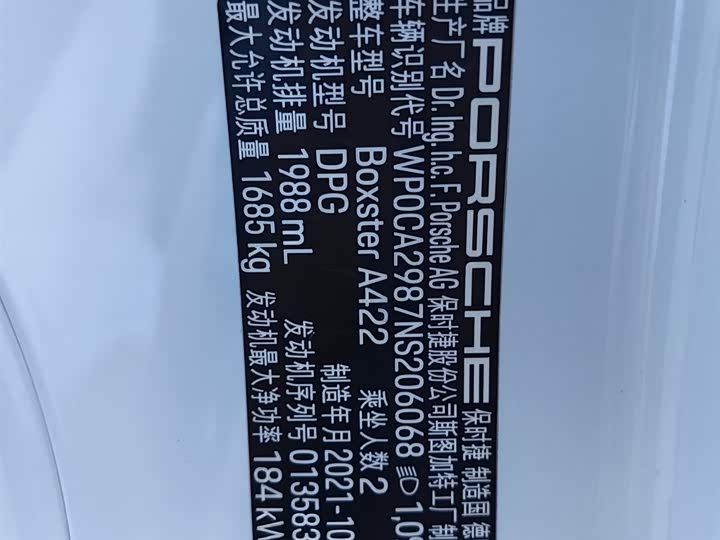 品牌 PORSCHE 保时捷 制造国 德
生产厂名 Dr. Ing. h.c. F. Porsche AG 保时捷股份公司斯图加特工厂 制
车辆识别代号 WP0CA2987NS206068 1,09
整车型号 Boxster A422 乘坐人数 2
发动机型号 DPG 制造年月 2021-10
发动机排量 1988 mL 发动机序列号 013583
最大允许总质量 1685 kg 发动机最大净功率 184 kW